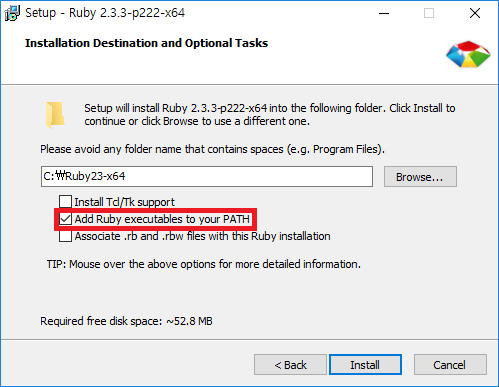 Setup - Ruby 2.3.3-p222-x64
Installation Destination and Optional Tasks
Setup will install Ruby 2.3.3-p222-x64 into the following folder. Click Install to
continue or click Browse to use a different one.
Please avoid any folder name that contains spaces (e.g. Program Files).
C:₩Ruby23-x64
Browse...
Install Tcl/Tk support
Add Ruby executables to your PATH
Associate .rb and .rbw files with this Ruby installation
TIP: Mouse over the above options for more detailed information.
Required free disk space: ~52.8 MB
< Back
Install
Cancel